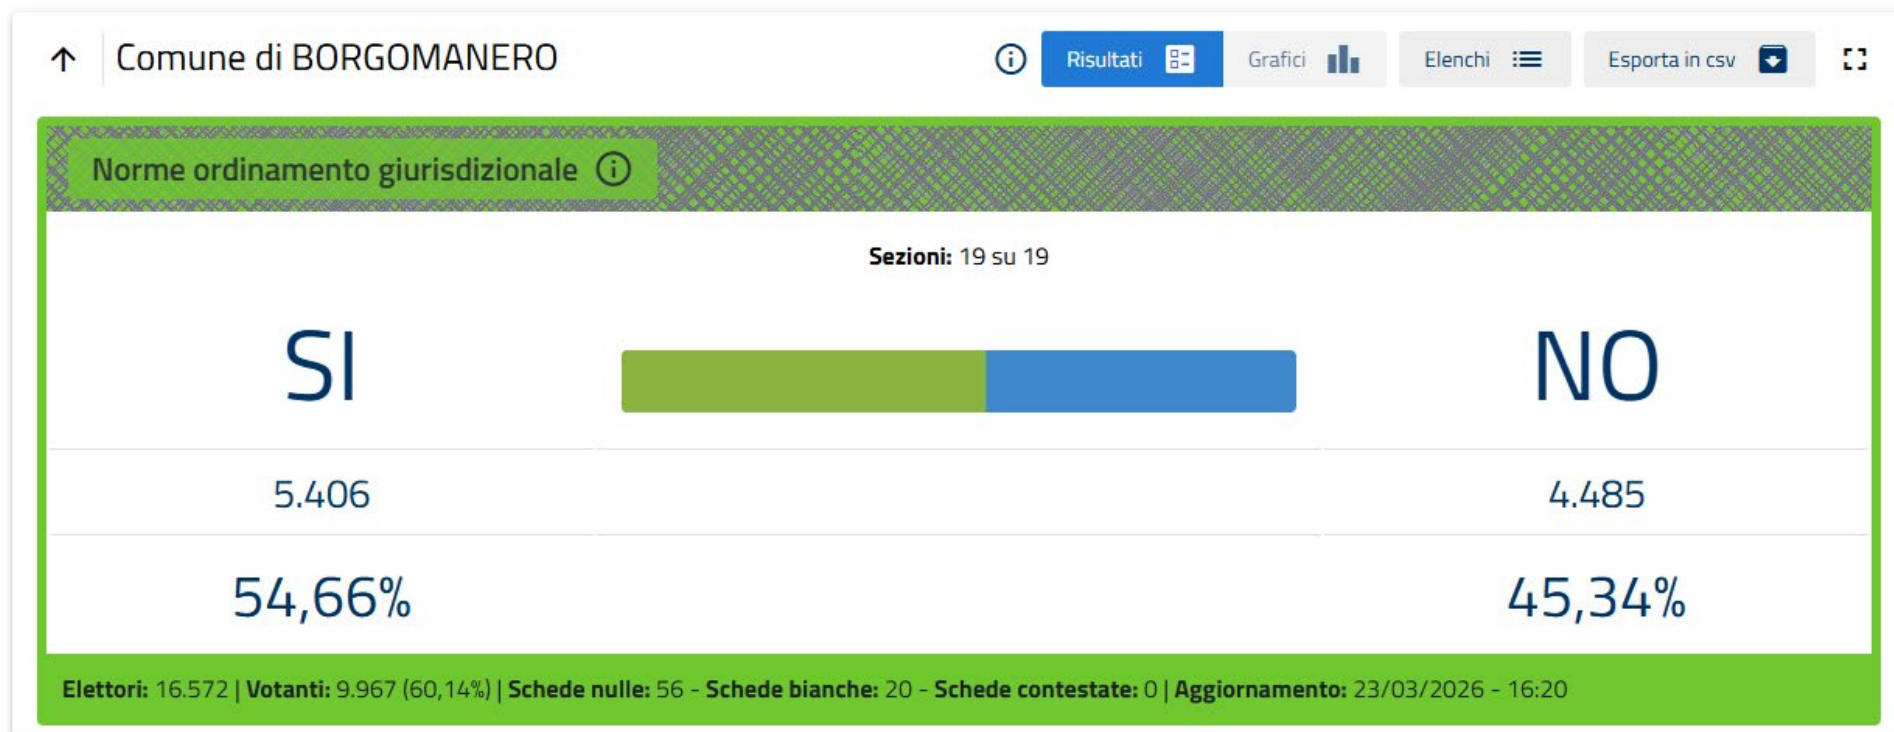 Comune di BORGOMANERO
Risultati
Grafici
Elenchi
Esporta in csv
Norme ordinamento giurisdizionale
Sezioni: 19 su 19
SI
NO
5.406
4.485
54,66%
45,34%
Elettori: 16.572 | Votanti: 9.967 (60,14%) | Schede nulle: 56 - Schede bianche: 20 - Schede contestate: 0 | Aggiornamento: 23/03/2026 - 16:20